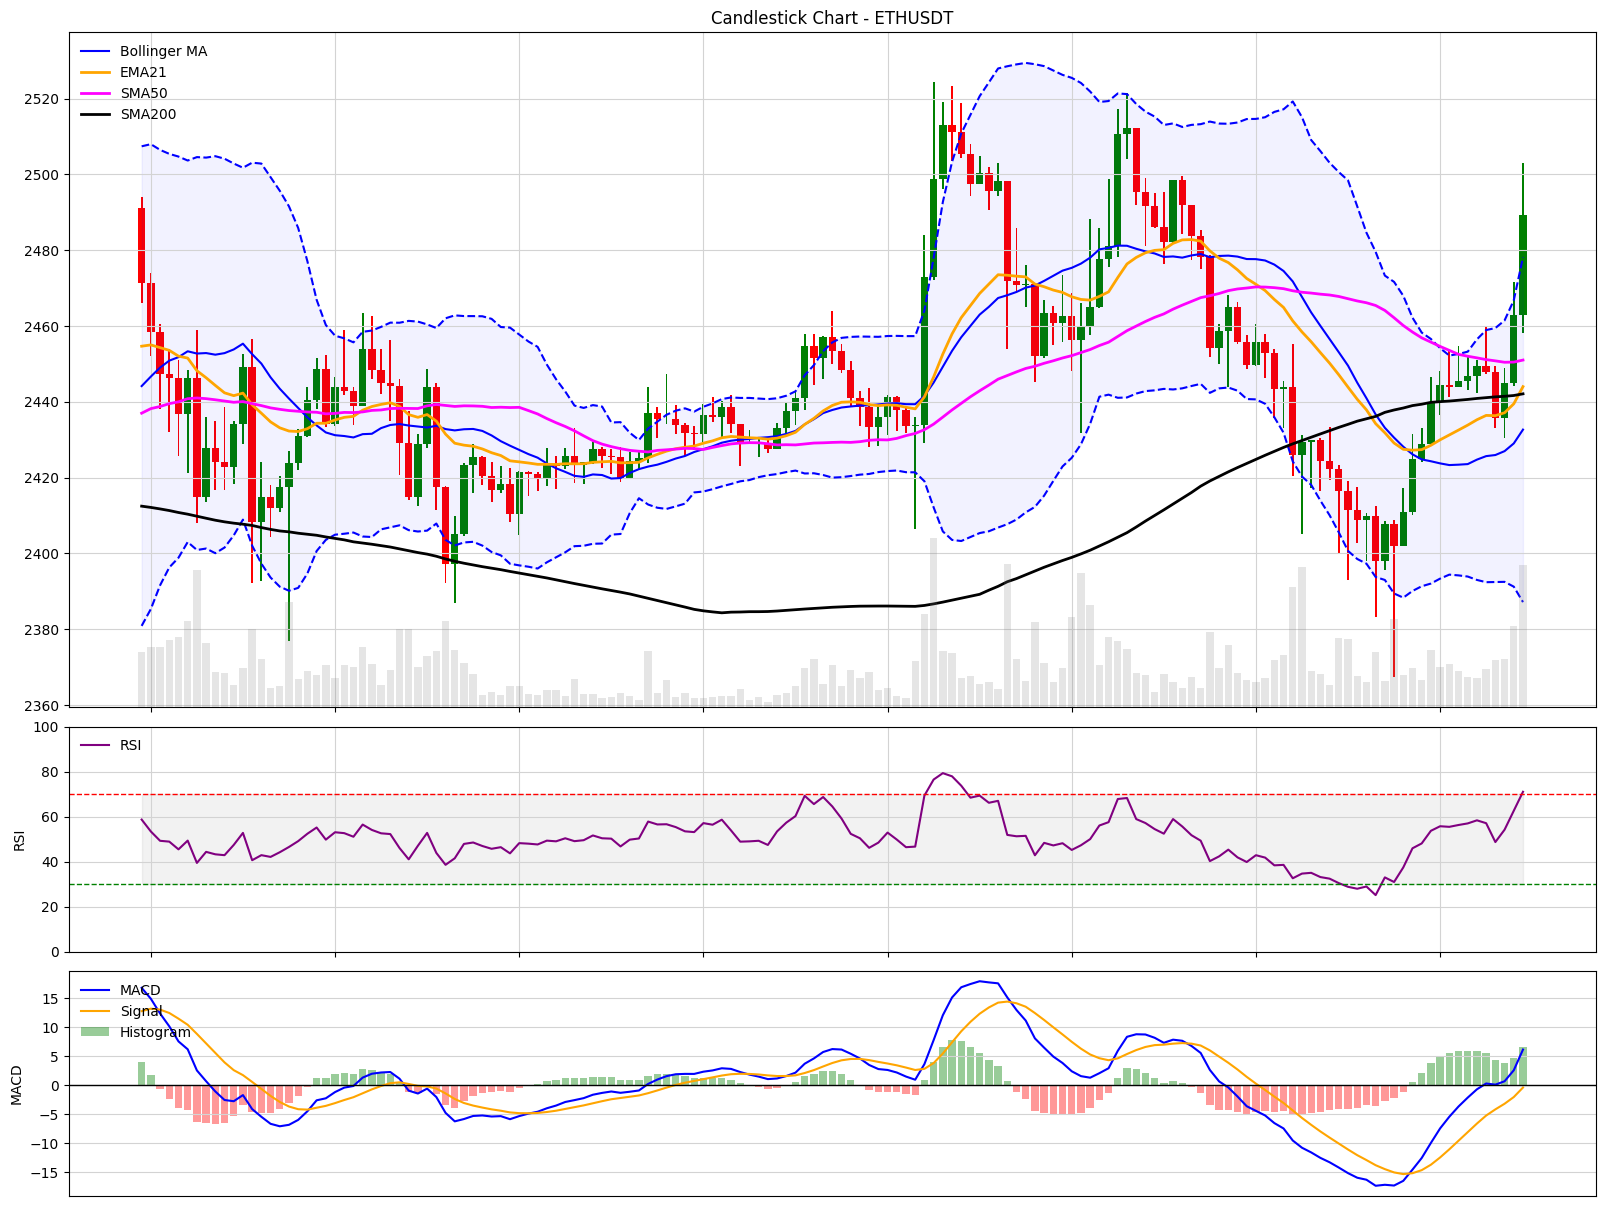 Candlestick Chart - ETHUSDT
Bollinger MA
EMA21
SMA50
SMA200
2520
2500
2480
2460
2440
2420
2400
2380
2360
RSI
RSI
100
80
60
40
20
0
MACD
Signal
Histogram
MACD
15
10
5
0
−5
−10
−15